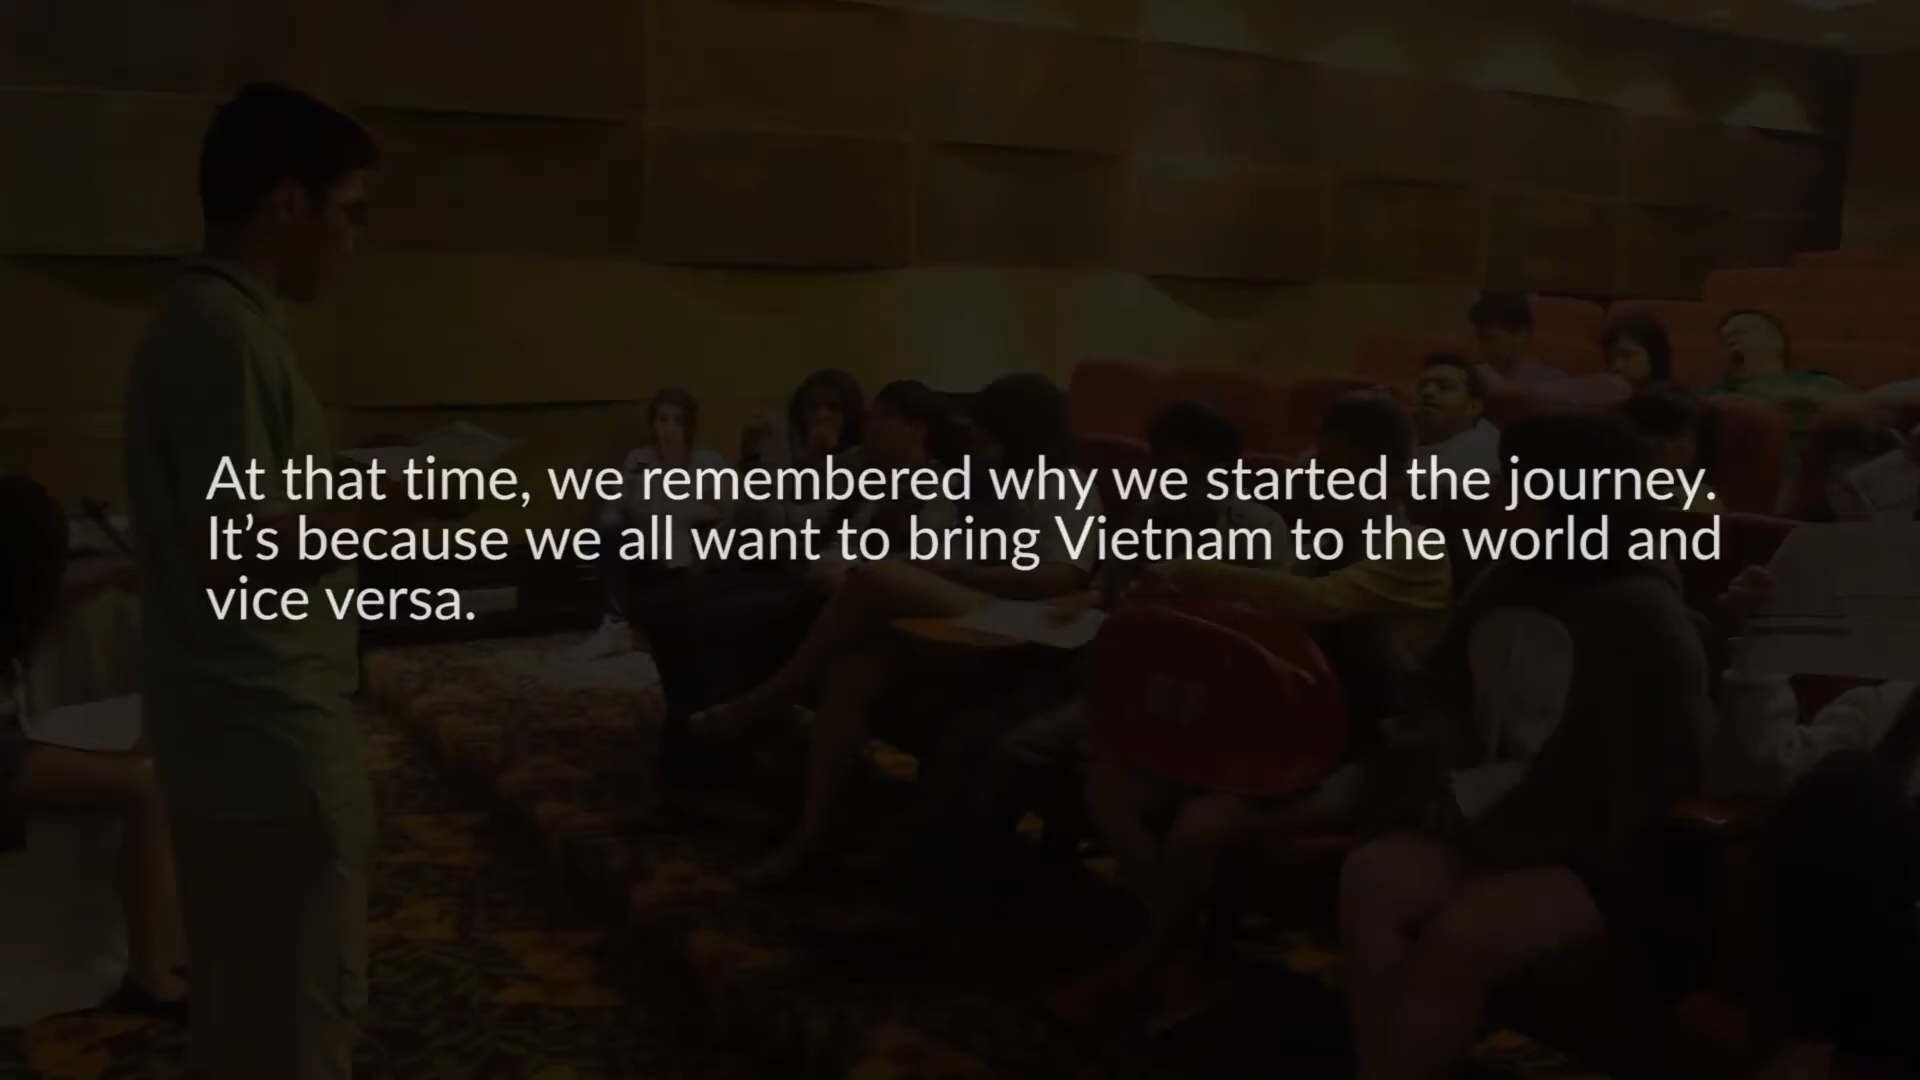 At that time, we remembered why we started the journey.
It’s because we all want to bring Vietnam to the world and
vice versa.